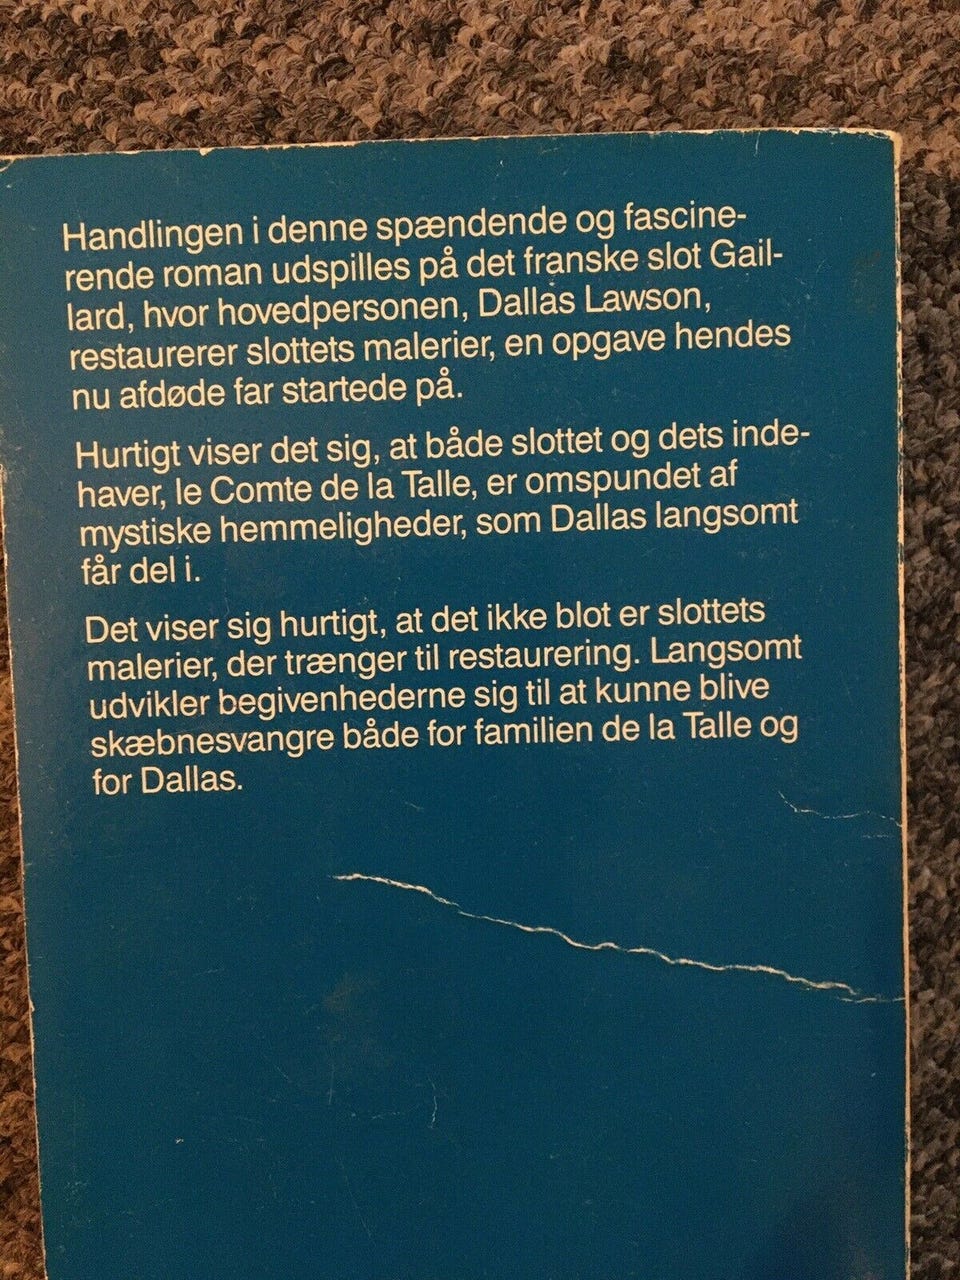 Handlingen i denne spændende og fascine-
rende roman udspilles på det franske slot Gail-
lard, hvor hovedpersonen, Dallas Lawson,
restaurerer slottets malerier, en opgave hendes
nu afdøde far startede på.
Hurtigt viser det sig, at både slottet og dets inde-
haver, le Comte de la Talle, er omspundet af
mystiske hemmeligheder, som Dallas langsomt
får del i.
Det viser sig hurtigt, at det ikke blot er slottets
malerier, der trænger til restaurering. Langsomt
udvikler begivenhederne sig til at kunne blive
skæbnesvangre både for familien de la Talle og
for Dallas.